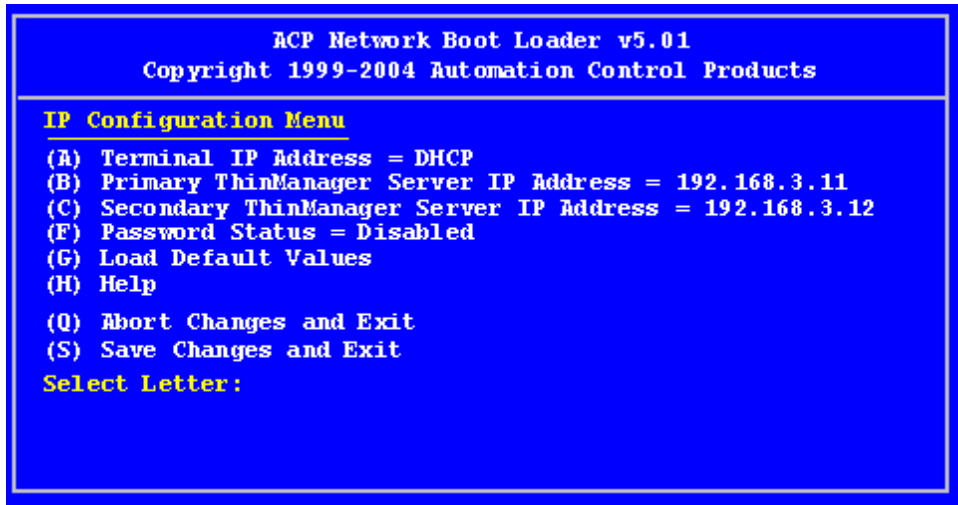 ACP Network Boot Loader v5.01
Copyright 1999-2004 Automation Control Products
IP Configuration Menu
(A) Terminal IP Address = DHCP
(B) Primary ThinManager Server IP Address = 192.168.3.11
(C) Secondary ThinManager Server IP Address = 192.168.3.12
(F) Password Status = Disabled
(G) Load Default Values
(H) Help
(Q) Abort Changes and Exit
(S) Save Changes and Exit
Select Letter: